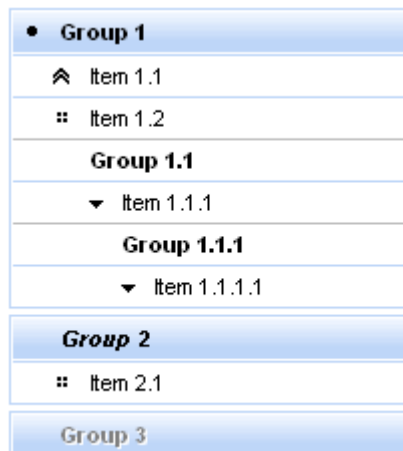 Group 1
Item 1.1
Item 1.2
Group 1.1
Item 1.1.1
Group 1.1.1
Item 1.1.1.1
Group 2
Item 2.1
Group 3